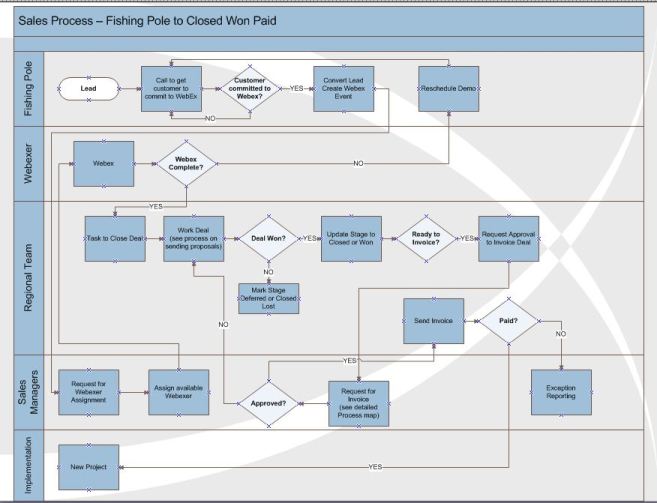 Sales Process – Fishing Pole to Closed Won Paid
Fishing Pole
Lead
Call to get
customer to
commit to WebEx
Customer
committed to
Webex?
YES
NO
Convert Lead
Create Webex
Event
Reschedule Demo
Webexer
Webex
Webex
Complete?
NO
YES
Regional Team
Task to Close Deal
Work Deal
(see process on
sending proposals)
Deal Won?
YES
NO
Update Stage to
Closed or Won
Ready to
Invoice?
YES
Request Approval
to Invoice Deal
Mark Stage
Deferred or Closed
Lost
NO
Send Invoice
Paid?
NO
YES
Sales
Managers
Request for
Webexer
Assignment
Assign available
Webexer
Approved?
Request for
Invoice
(see detailed
Process map)
Exception
Reporting
Implementation
New Project
YES